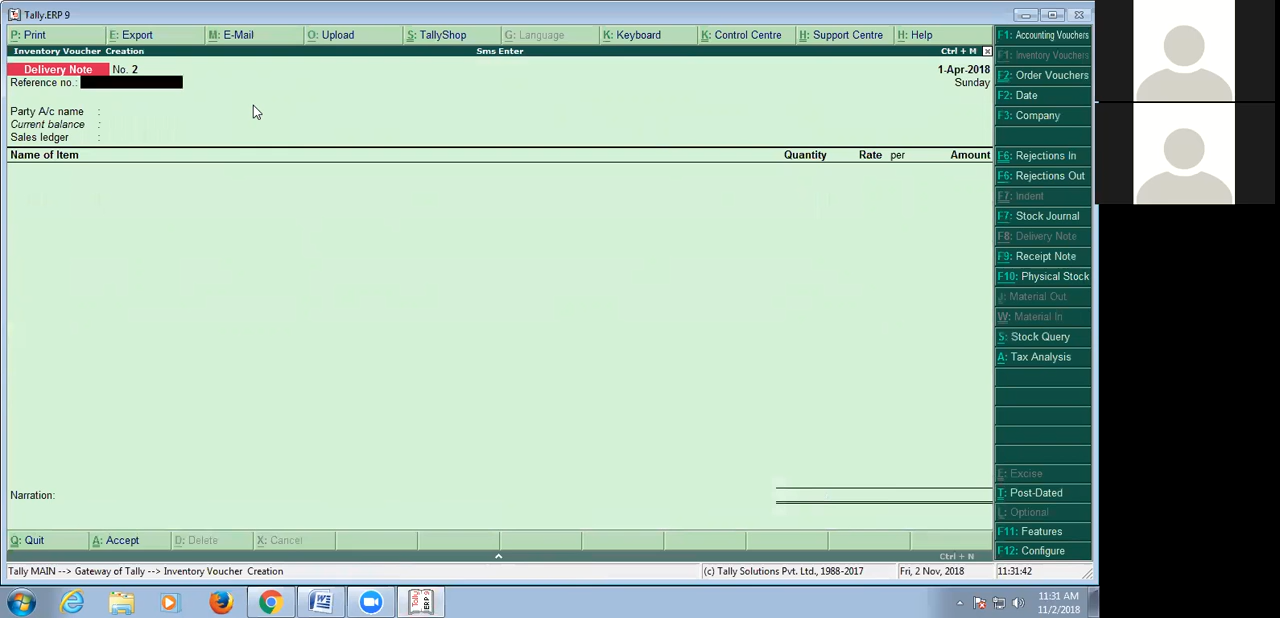 Tally.ERP 9
P: Print E: Export M: E-Mail O: Upload S: TallyShop G: Language K: Keyboard K: Control Centre H: Support Centre H: Help
Inventory Voucher Creation Sms Enter Ctrl + M
Delivery Note No. 2 1-Apr-2018
Reference no.: Sunday
Party A/c name :
Current balance :
Sales ledger :
Name of Item Quantity Rate per Amount
Narration:
Q: Quit A: Accept D: Delete X: Cancel
Ctrl + N
Tally MAIN --> Gateway of Tally --> Inventory Voucher Creation (c) Tally Solutions Pvt. Ltd., 1988-2017 Fri, 2 Nov, 2018 11:31:42
F1: Accounting Vouchers
F1: Inventory Vouchers
F2: Order Vouchers
F2: Date
F3: Company
F6: Rejections In
F6: Rejections Out
F7: Indent
F7: Stock Journal
F8: Delivery Note
F9: Receipt Note
F10: Physical Stock
J: Material Out
W: Material In
S: Stock Query
A: Tax Analysis
E: Excise
T: Post-Dated
L: Optional
F11: Features
F12: Configure
Tally ERP 9
11:31 AM
11/2/2018